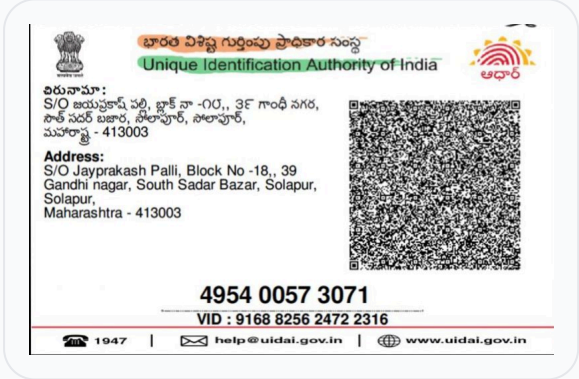 భారత విశిష్ట గుర్తింపు ప్రాధికార సంస్థ
Unique Identification Authority of India
ఆధార్
చిరునామా:
S/O జయప్రకాష్ పల్లి, బ్లాక్ నా -౧౮,, ౩౯ గాంధీ నగర,
సౌత్ సదర్ బజార, సోలాపూర్, సోలాపూర్,
మహారాష్ట్ర - 413003
Address:
S/O Jayprakash Palli, Block No -18,, 39
Gandhi nagar, South Sadar Bazar, Solapur,
Solapur,
Maharashtra - 413003
4954 0057 3071
VID : 9168 8256 2472 2316
1947 | help@uidai.gov.in | www.uidai.gov.in